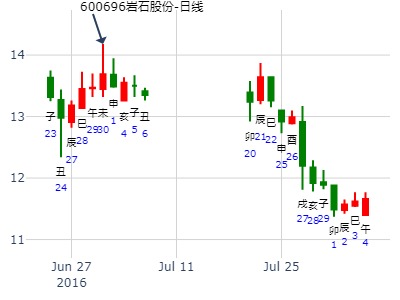 600696岩石股份-日线
14
13
12
11
子
23
丑
24
辰
27
巳
28
午
29
未
30
申
1
亥
4
子
5
丑
6
卯
20
辰
21
巳
22
申
25
酉
26
戌
27
亥
28
子
29
卯
1
辰
2
巳
3
午
4
Jun 27
2016
Jul 11
Jul 25